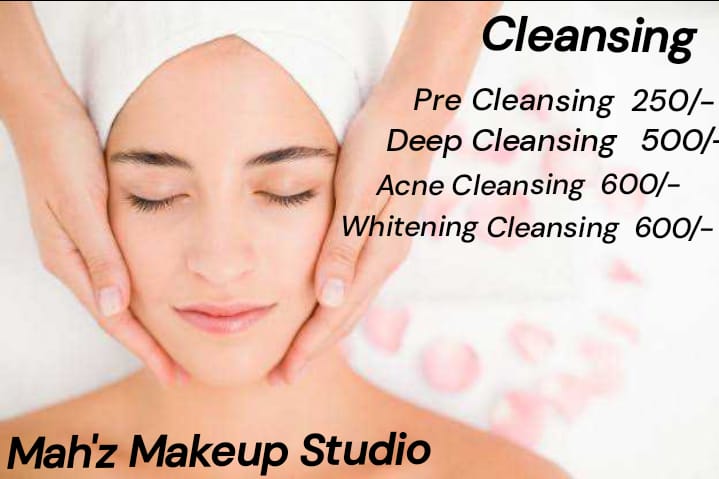 Cleansing
Pre Cleansing 250/-
Deep Cleansing 500/-
Acne Cleansing 600/-
Whitening Cleansing 600/-
Mah'z Makeup Studio